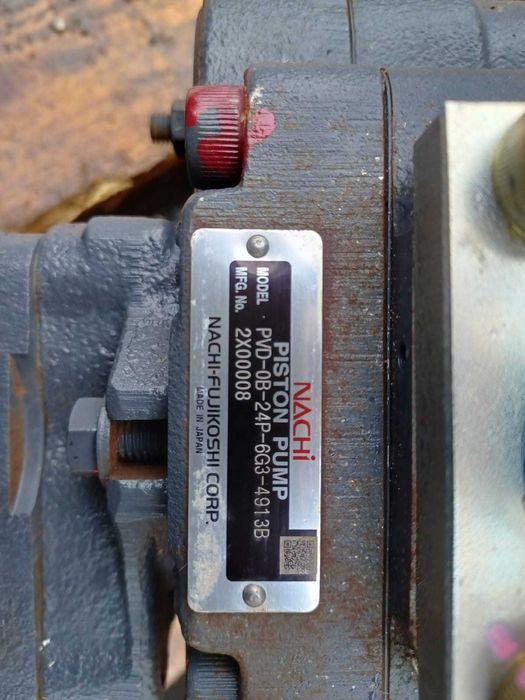 NACHi
PISTON PUMP
MODEL PVD-0B-24P-6G3-4913B
MFG.No. 2X00008
NACHI-FUJIKOSHI CORP.
MADE IN JAPAN